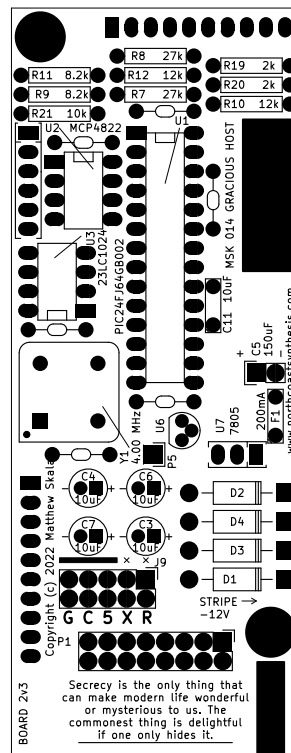 R8 27k
R11 8.2k
R12 12k
R19 2k
R9 8.2k
R7 27k
R20 2k
R21 10k
R10 12k
U2 MCP4822
U1
MSK 014 GRACIOUS HOST
U3
23LC1024
PIC24FJ64GB002
C11 10uF
C5
150uF
+ -
www.northcoastsynthesis.com
F1
200mA
Y1
4.00 MHz
U6
P5
U7
7805
C4
10uF
+
C6
10uF
+
C7
10uF
+
C3
10uF
+
D2
D4
D3
D1
Copyright (c) 2022 Matthew Skala
× × J9
G C 5 X R
STRIPE →
-12V
P1
BOARD 2v3
Secrecy is the only thing that
can make modern life wonderful
or mysterious to us. The
commonest thing is delightful
if one only hides it.